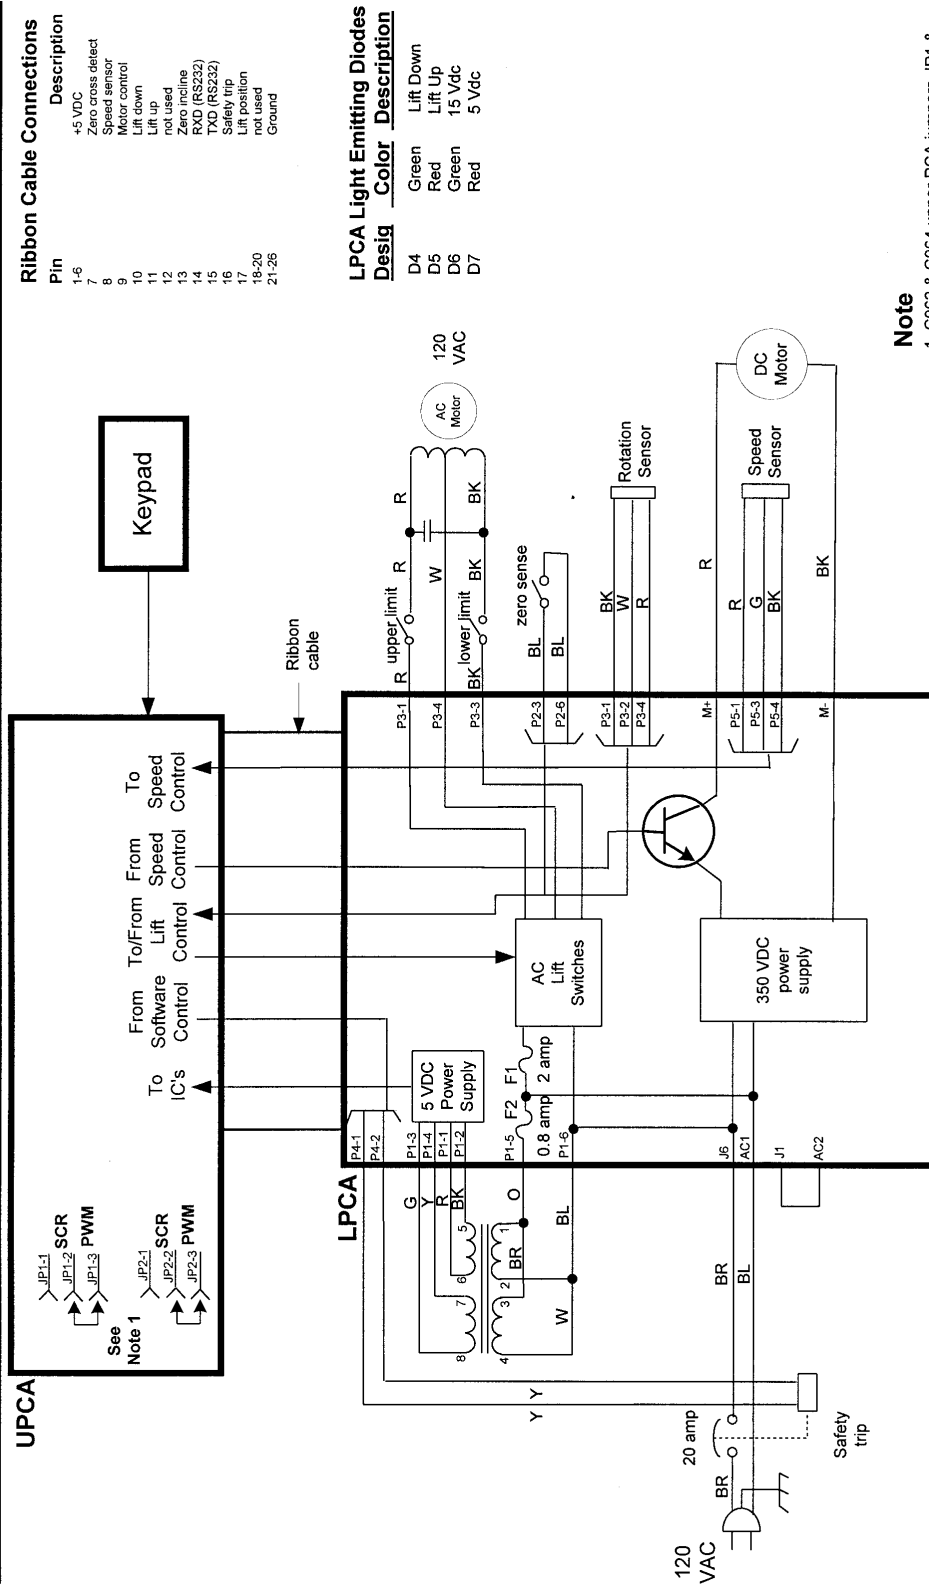 UPCA
JP1-1
JP1-2 SCR
JP1-3 PWM
See
Note 1
JP2-1
JP2-2 SCR
JP2-3 PWM
To
IC's
From
Software
Control
To/From
Lift
Control
From
Speed
Control
To
Speed
Control
Keypad
Ribbon
cable
Ribbon Cable Connections
Pin Description
1-6 +5 VDC
7 Zero cross detect
8 Speed sensor
9 Motor control
10 Lift down
11 Lift up
12 not used
13 Zero incline
14 RXD (RS232)
15 TXD (RS232)
16 Safety trip
17 Lift position
18-20 not used
21-26 Ground
LPCA Light Emitting Diodes
Desig Color Description
D4 Green Lift Down
D5 Red Lift Up
D6 Green 15 Vdc
D7 Red 5 Vdc
LPCA
P4-1
P4-2
P1-3
P1-4
P1-1
P1-2
5 VDC
Power
Supply
G
Y
R
BK
8
7
6
5
4
3
2
1
BR
O
W
BL
P1-5
F2
F1
0.8 amp
2 amp
P1-6
AC
Lift
Switches
P3-1
P3-4
P3-3
R
upper limit
R
R
W
BK
lower limit
BK
BK
AC
Motor
120
VAC
P2-3
P2-6
BL
BL
zero sense
P3-1
P3-2
P3-4
BK
W
R
Rotation
Sensor
M+
R
P5-1
P5-3
P5-4
R
G
BK
Speed
Sensor
M-
BK
DC
Motor
350 VDC
power
supply
J6
AC1
J1
AC2
BR
BL
Y
Y
20 amp
BR
Safety
trip
120
VAC
Note